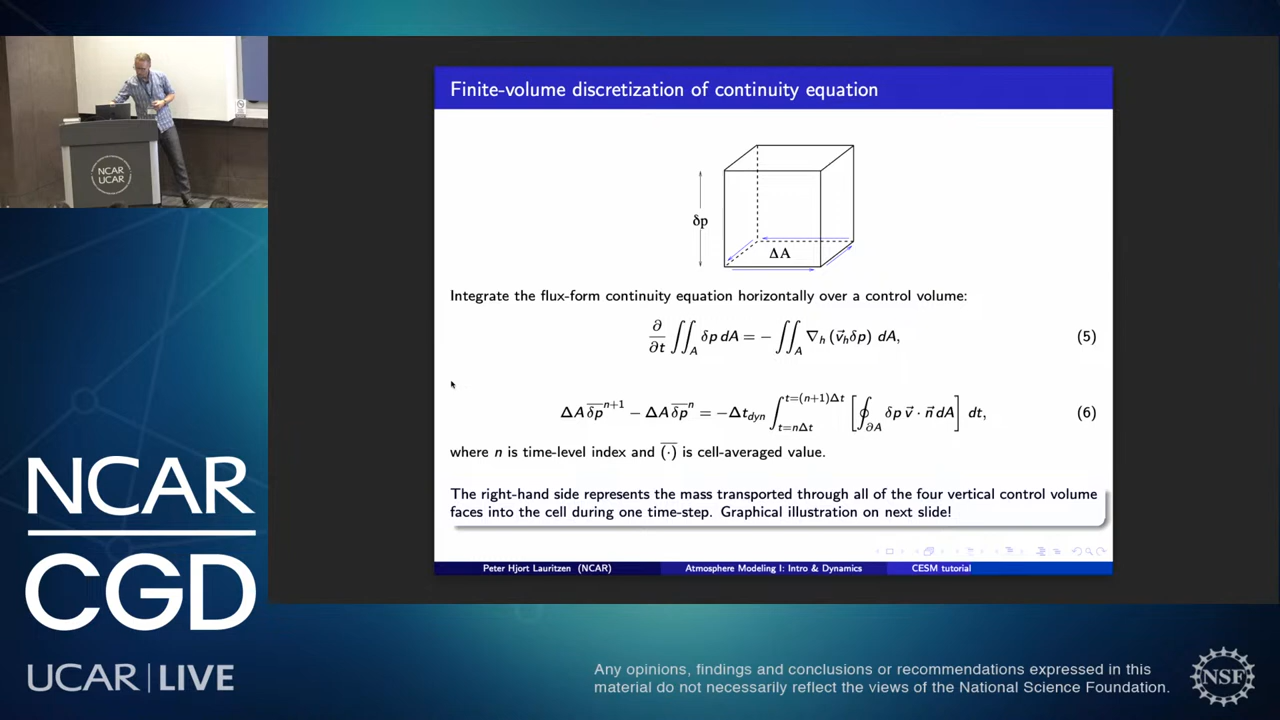 NCAR
UCAR
Finite-volume discretization of continuity equation
δp
ΔA
Integrate the flux-form continuity equation horizontally over a control volume:
∂/∂t ∬_A δp dA = − ∬_A ∇_h (v⃗_h δp) dA, (5)
ΔA \overline{δp}^{n+1} − ΔA \overline{δp}^{n} = −Δt_{dyn} ∫_{t=nΔt}^{t=(n+1)Δt} [∮_{∂A} δp v⃗ · n⃗ dA] dt, (6)
where n is time-level index and \overline{(·)} is cell-averaged value.
The right-hand side represents the mass transported through all of the four vertical control volume
faces into the cell during one time-step. Graphical illustration on next slide!
Peter Hjort Lauritzen (NCAR) Atmosphere Modeling I: Intro & Dynamics CESM tutorial
NCAR
CGD
UCAR | LIVE
Any opinions, findings and conclusions or recommendations expressed in this
material do not necessarily reflect the views of the National Science Foundation.
NSF